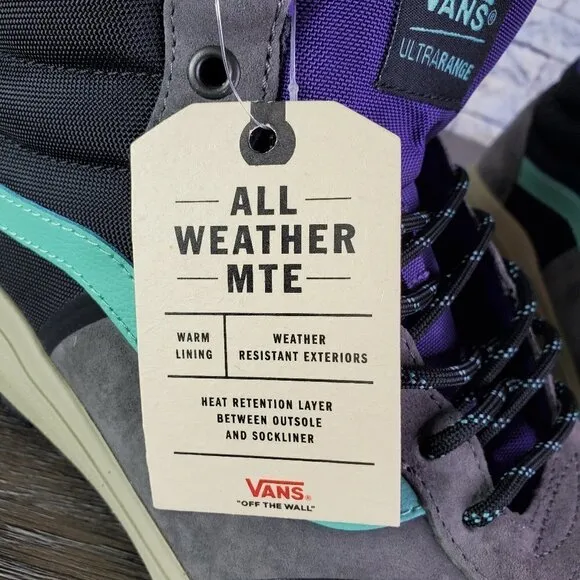 VANS®
ULTRARANGE
ALL
WEATHER
MTE
WARM
LINING
WEATHER
RESISTANT EXTERIORS
HEAT RETENTION LAYER
BETWEEN OUTSOLE
AND SOCKLINER
VANS®
"OFF THE WALL"